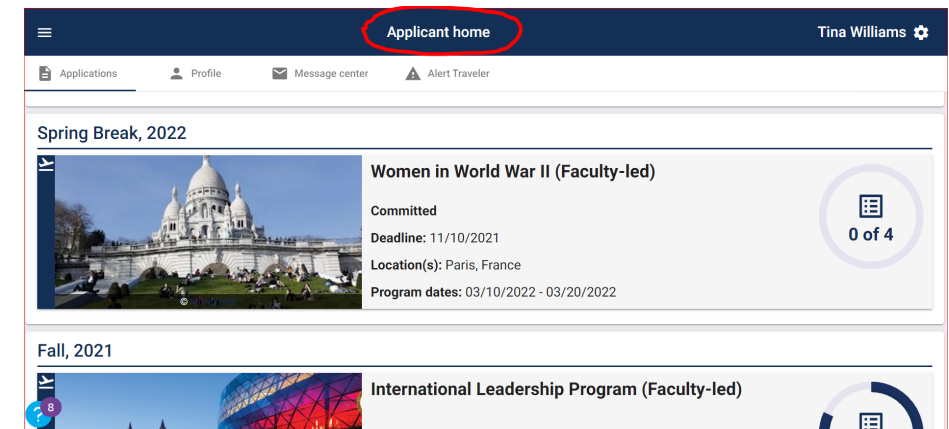 Applicant home
Tina Williams
Applications
Profile
Message center
Alert Traveler
Spring Break, 2022
Women in World War II (Faculty-led)
Committed
Deadline: 11/10/2021
Location(s): Paris, France
Program dates: 03/10/2022 - 03/20/2022
0 of 4
©
Fall, 2021
International Leadership Program (Faculty-led)
?
8